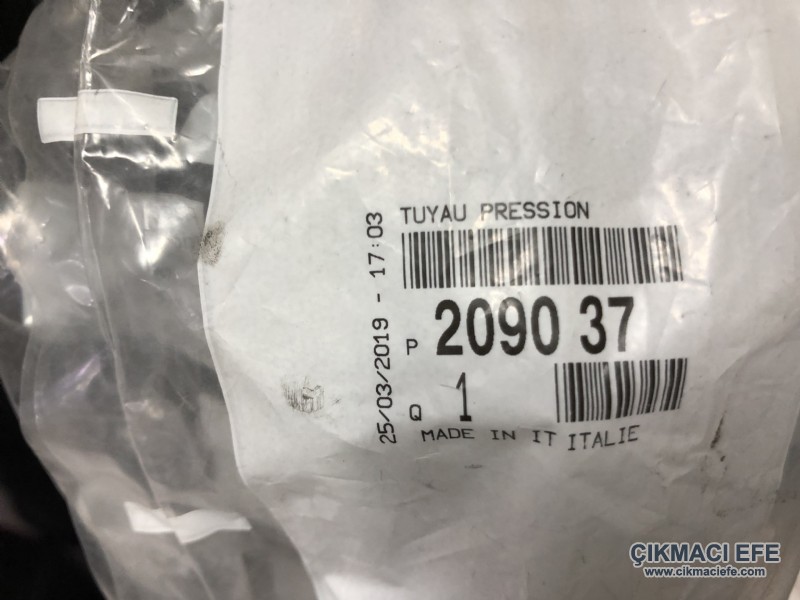 TUYAU PRESSION
25/03/2019 - 17:03
P 2090 37
Q 1
MADE IN IT ITALIE
ÇIKMACI EFE
www.cikmaciefe.com